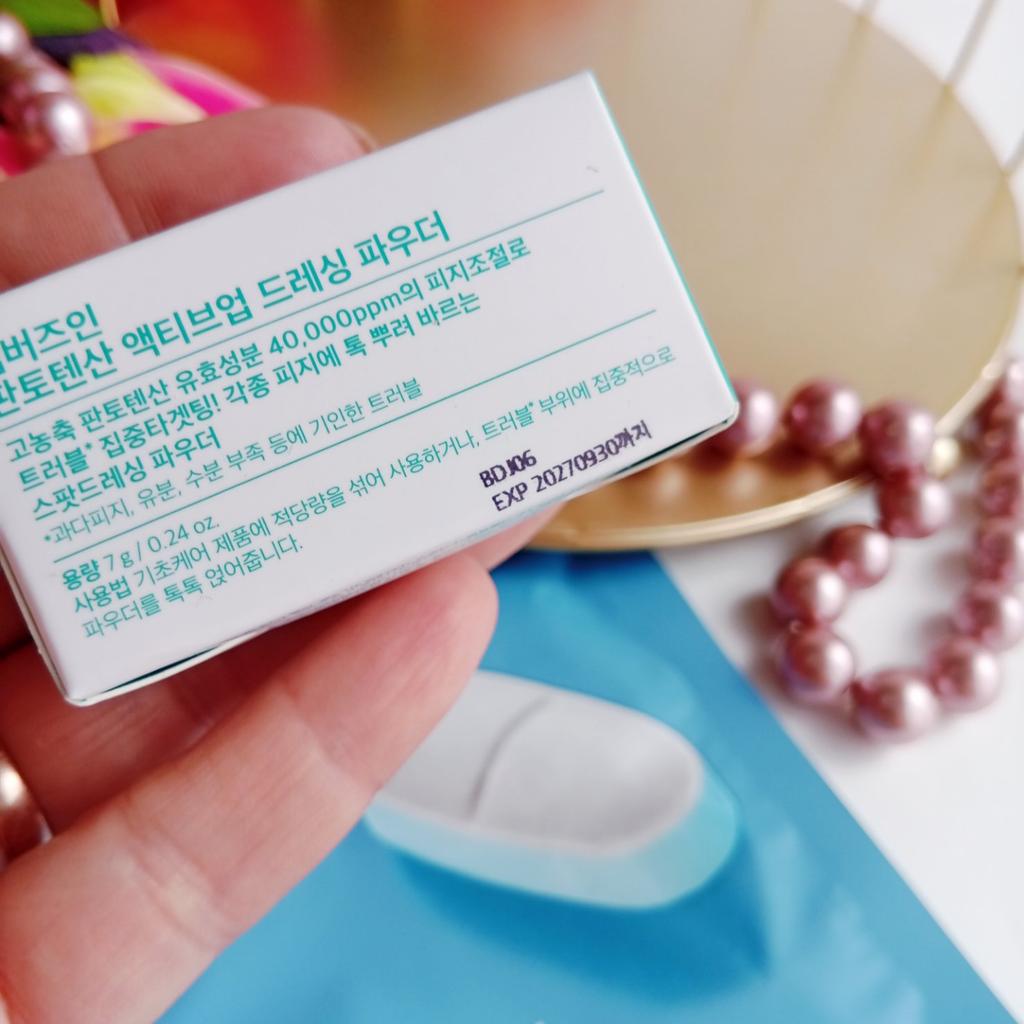 버즈인
판토텐산 액티브업 드레싱 파우더
고농축 판토텐산 유효성분 40,000ppm의 피지조절로
트러블* 집중타겟팅! 각종 피지에 톡 뿌려 바르는
스팟드레싱 파우더
*과다피지, 유분, 수분 부족 등에 기인한 트러블
용량 7 g / 0.24 oz.
사용법 기초케어 제품에 적당량을 섞어 사용하거나, 트러블* 부위에 집중적으로
파우더를 톡톡 얹어줍니다.
BDJ06
EXP 20270930까지